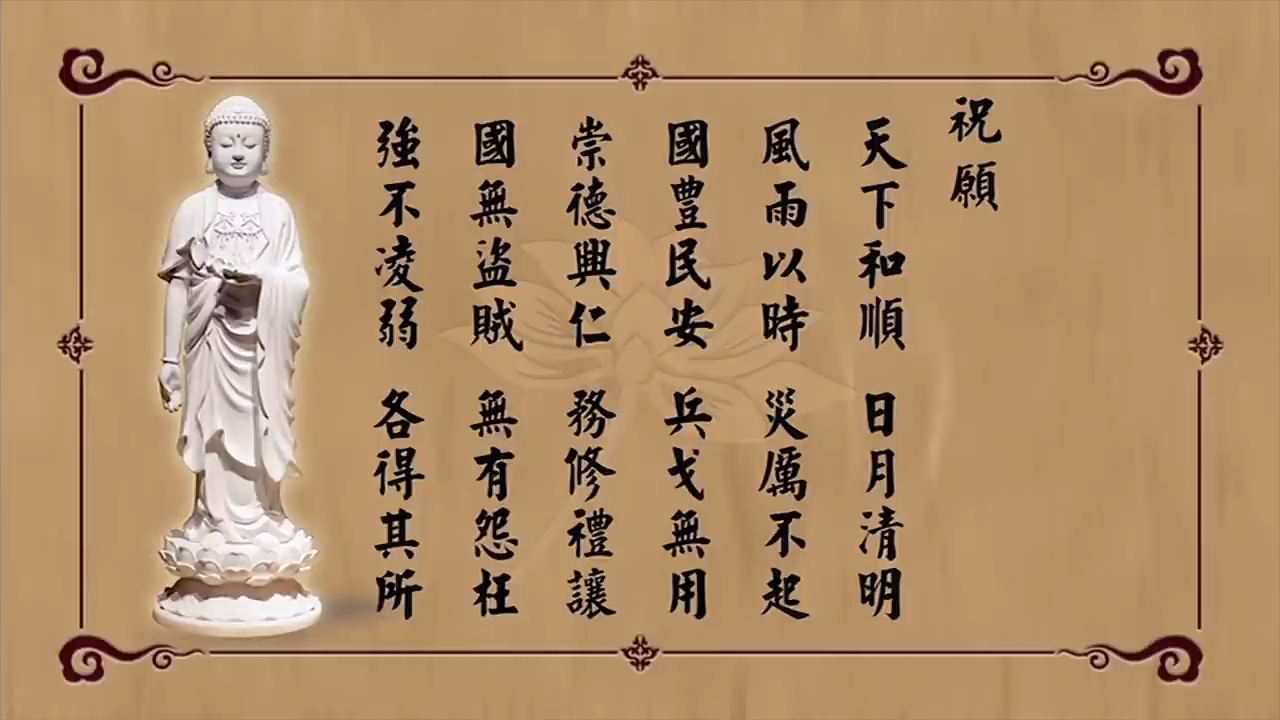 祝願
天下和順 日月清明
風雨以時 災厲不起
國豐民安 兵戈無用
崇德興仁 務修禮讓
國無盜賊 無有怨枉
強不凌弱 各得其所